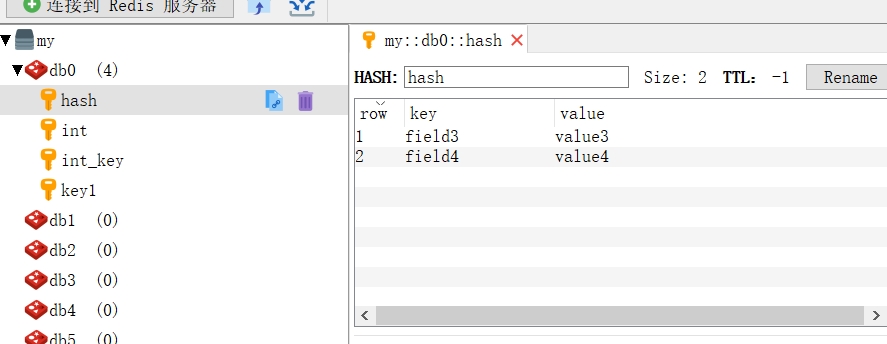 连接到 Redis 服务器
my
db0 (4)
hash
int
int_key
key1
db1 (0)
db2 (0)
db3 (0)
db4 (0)
db5 (0)
my::db0::hash
HASH: hash Size: 2 TTL: -1 Rename
row key value
1 field3 value3
2 field4 value4